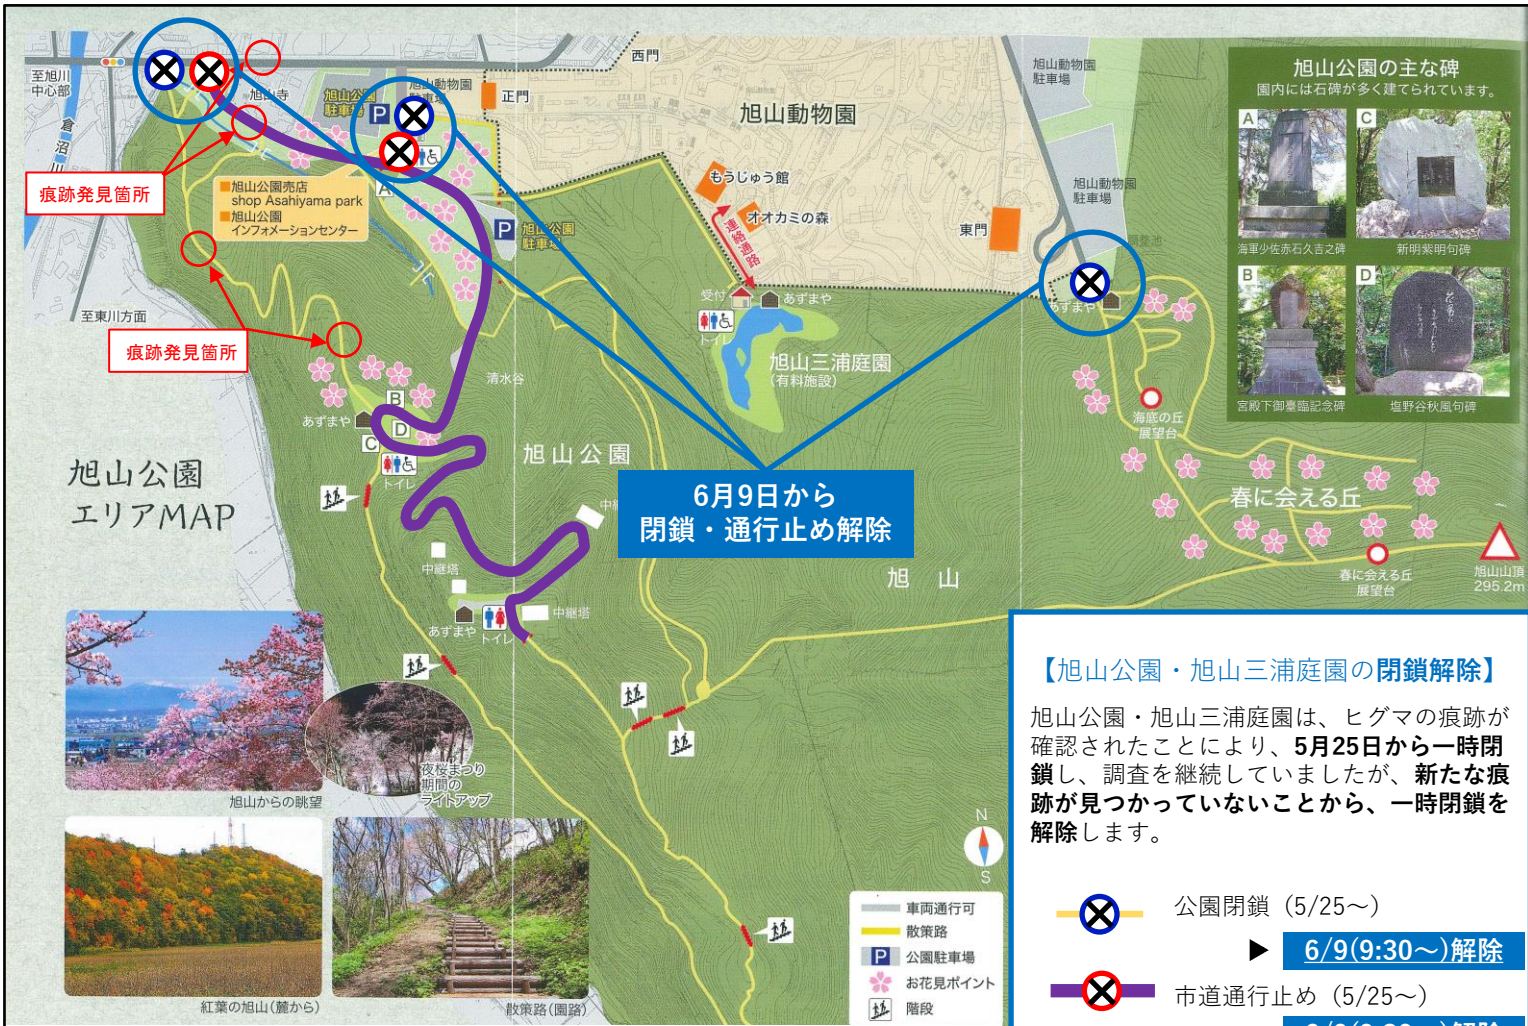 至旭川
中心部
倉沼川
旭山寺
旭山公園
駐車場
P
旭山動物園
駐車場
西門
正門
旭山動物園
旭山動物園
駐車場
旭山動物園
駐車場
東門
調整池
もうじゅう館
オオカミの森
連絡通路
受付
あずまや
トイレ
旭山三浦庭園
(有料施設)
痕跡発見箇所
■旭山公園売店
shop Asahiyama park
■旭山公園
インフォメーションセンター
A
P
旭山公園
駐車場
至東川方面
痕跡発見箇所
清水谷
B
あずまや
D
C
トイレ
旭山公園
旭山公園
エリアMAP
6月9日から
閉鎖・通行止め解除
中継塔
あずまや
トイレ
中継塔
旭 山
あずまや
海底の丘
展望台
春に会える丘
春に会える丘
展望台
旭山山頂
295.2m
旭山公園の主な碑
園内には石碑が多く建てられています。
A
海軍少佐赤石久吉之碑
C
新明紫明句碑
B
宮殿下御臺臨記念碑
D
塩野谷秋風句碑
旭山からの眺望
夜桜まつり
期間の
ライトアップ
紅葉の旭山(麓から)
散策路(園路)
N
S
車両通行可
散策路
P 公園駐車場
お花見ポイント
階段
【旭山公園・旭山三浦庭園の閉鎖解除】
旭山公園・旭山三浦庭園は、ヒグマの痕跡が
確認されたことにより、5月25日から一時閉
鎖し、調査を継続していましたが、新たな痕
跡が見つかっていないことから、一時閉鎖を
解除します。
公園閉鎖（5/25～）
▶ 6/9(9:30～)解除
市道通行止め（5/25～）